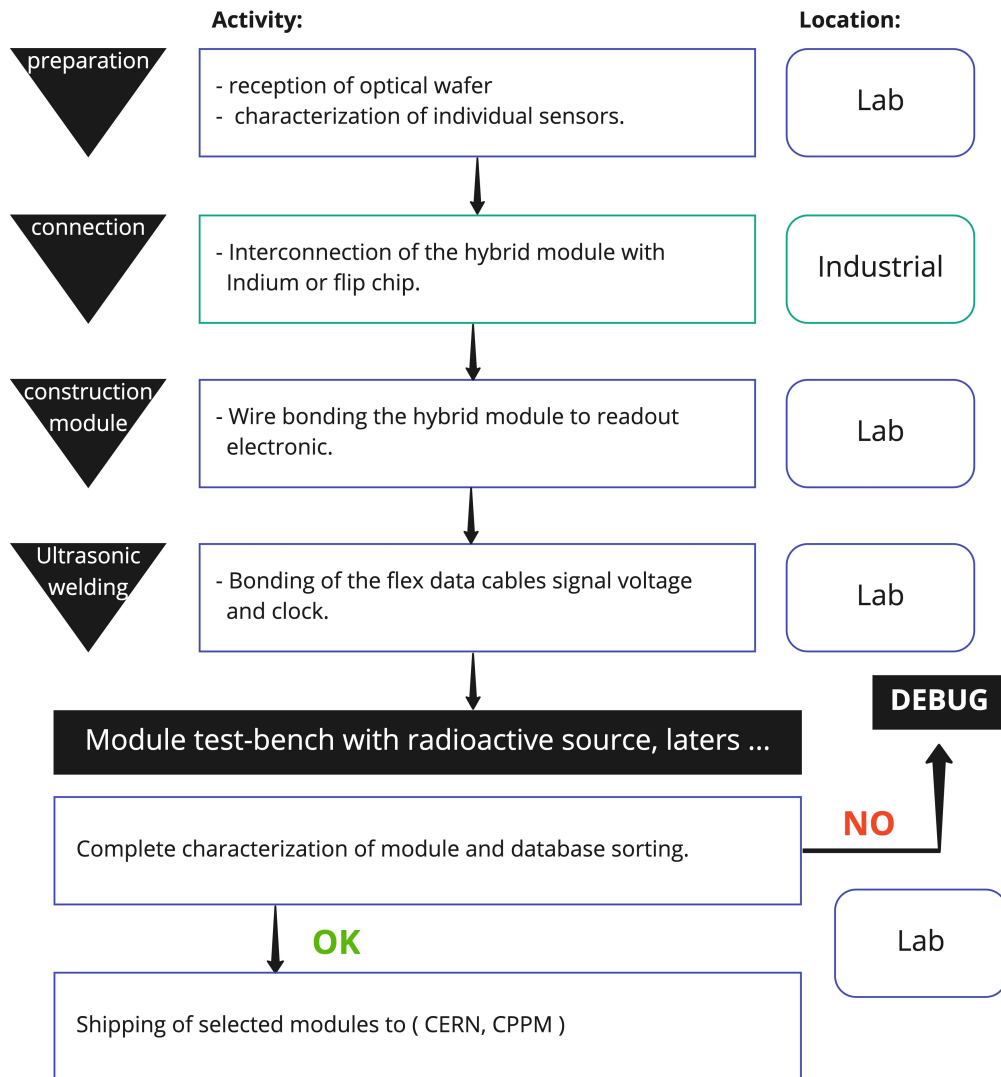 Activity:
Location:
preparation
- reception of optical wafer
-  characterization of individual sensors.
Lab
connection
- Interconnection of the hybrid module with
Indium or flip chip.
Industrial
construction
module
- Wire bonding the hybrid module to readout
electronic.
Lab
Ultrasonic
welding
- Bonding of the flex data cables signal voltage
and clock.
Lab
DEBUG
Module test-bench with radioactive source, laters ...
NO
Complete characterization of module and database sorting.
Lab
OK
Shipping of selected modules to ( CERN, CPPM )